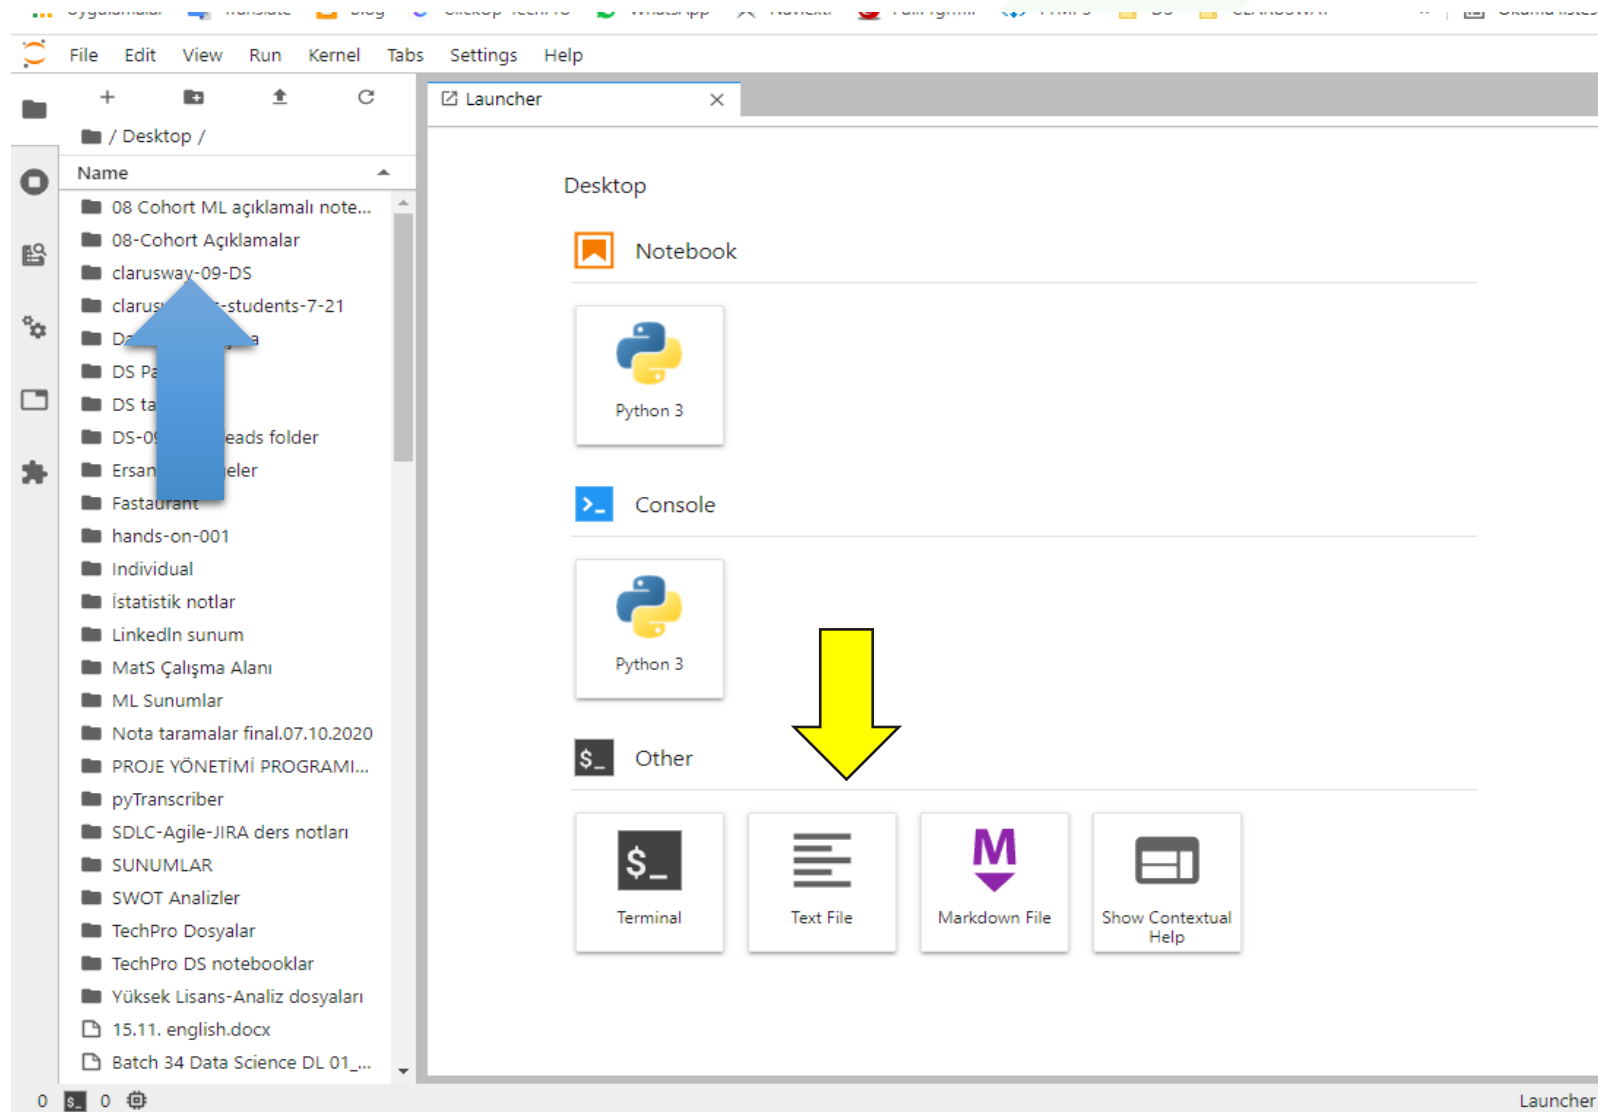 File Edit View Run Kernel Tabs Settings Help
Launcher
/ Desktop /
Name
08 Cohort ML açıklamalı note...
08-Cohort Açıklamalar
clarusway-09-DS
-students-7-21
DS
DS
eads folder
Ersan
Fastaurant
hands-on-001
Individual
İstatistik notlar
LinkedIn sunum
MatS Çalışma Alanı
ML Sunumlar
Nota taramalar final.07.10.2020
PROJE YÖNETİMİ PROGRAMI...
pyTranscriber
SDLC-Agile-JIRA ders notları
SUNUMLAR
SWOT Analizler
TechPro Dosyalar
TechPro DS notebooklar
Yüksek Lisans-Analiz dosyaları
15.11. english.docx
Batch 34 Data Science DL 01_...
Desktop
Notebook
Python 3
>_ Console
Python 3
$_ Other
$_
Terminal
Text File
M
Markdown File
Show Contextual
Help
0 $_ 0
Launcher